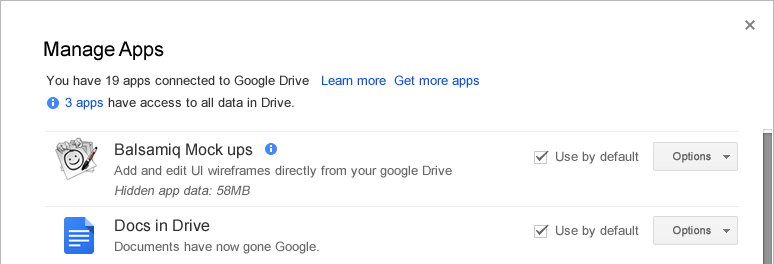 Manage Apps
You have 19 apps connected to Google Drive Learn more Get more apps
3 apps have access to all data in Drive.
Balsamiq Mock ups
Use by default Options
Add and edit UI wireframes directly from your google Drive
Hidden app data: 58MB
Docs in Drive
Use by default Options
Documents have now gone Google.